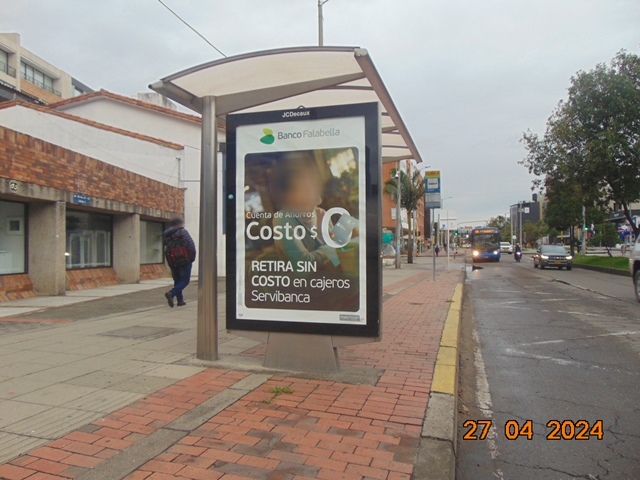 JCDecaux
Banco Falabella
Cuenta de Ahorros
Costo $0
RETIRA SIN
COSTO en cajeros
Servibanca
27 04 2024